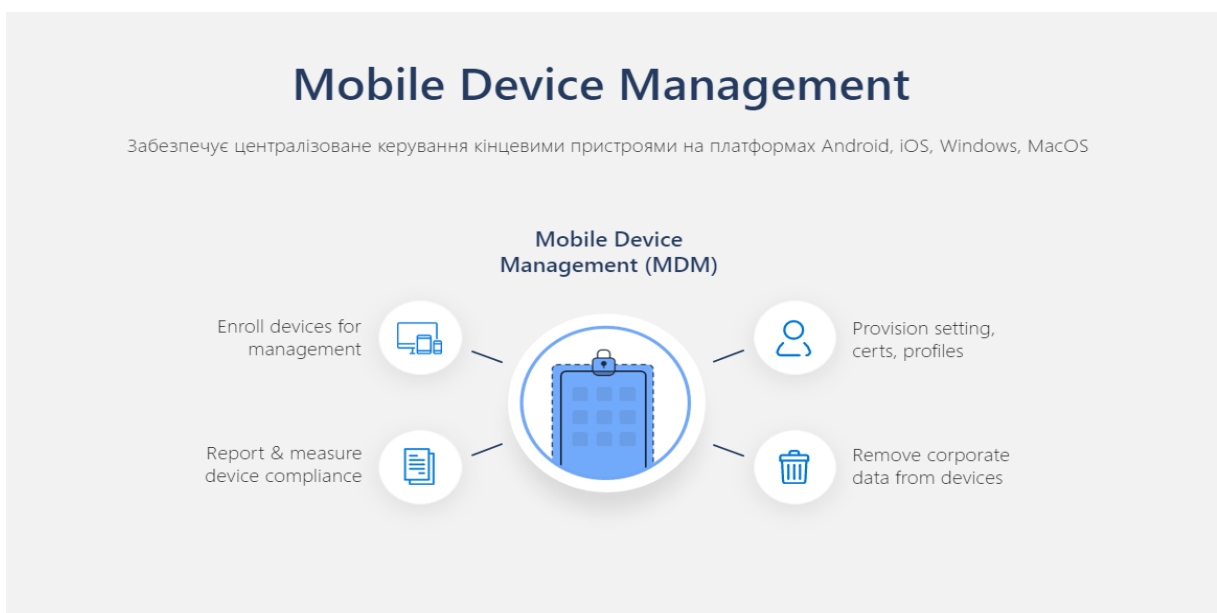 Mobile Device Management
Забезпечує централізоване керування кінцевими пристроями на платформах Android, iOS, Windows, MacOS
Mobile Device
Management (MDM)
Enroll devices for
management
Provision setting,
certs, profiles
Report & measure
device compliance
Remove corporate
data from devices